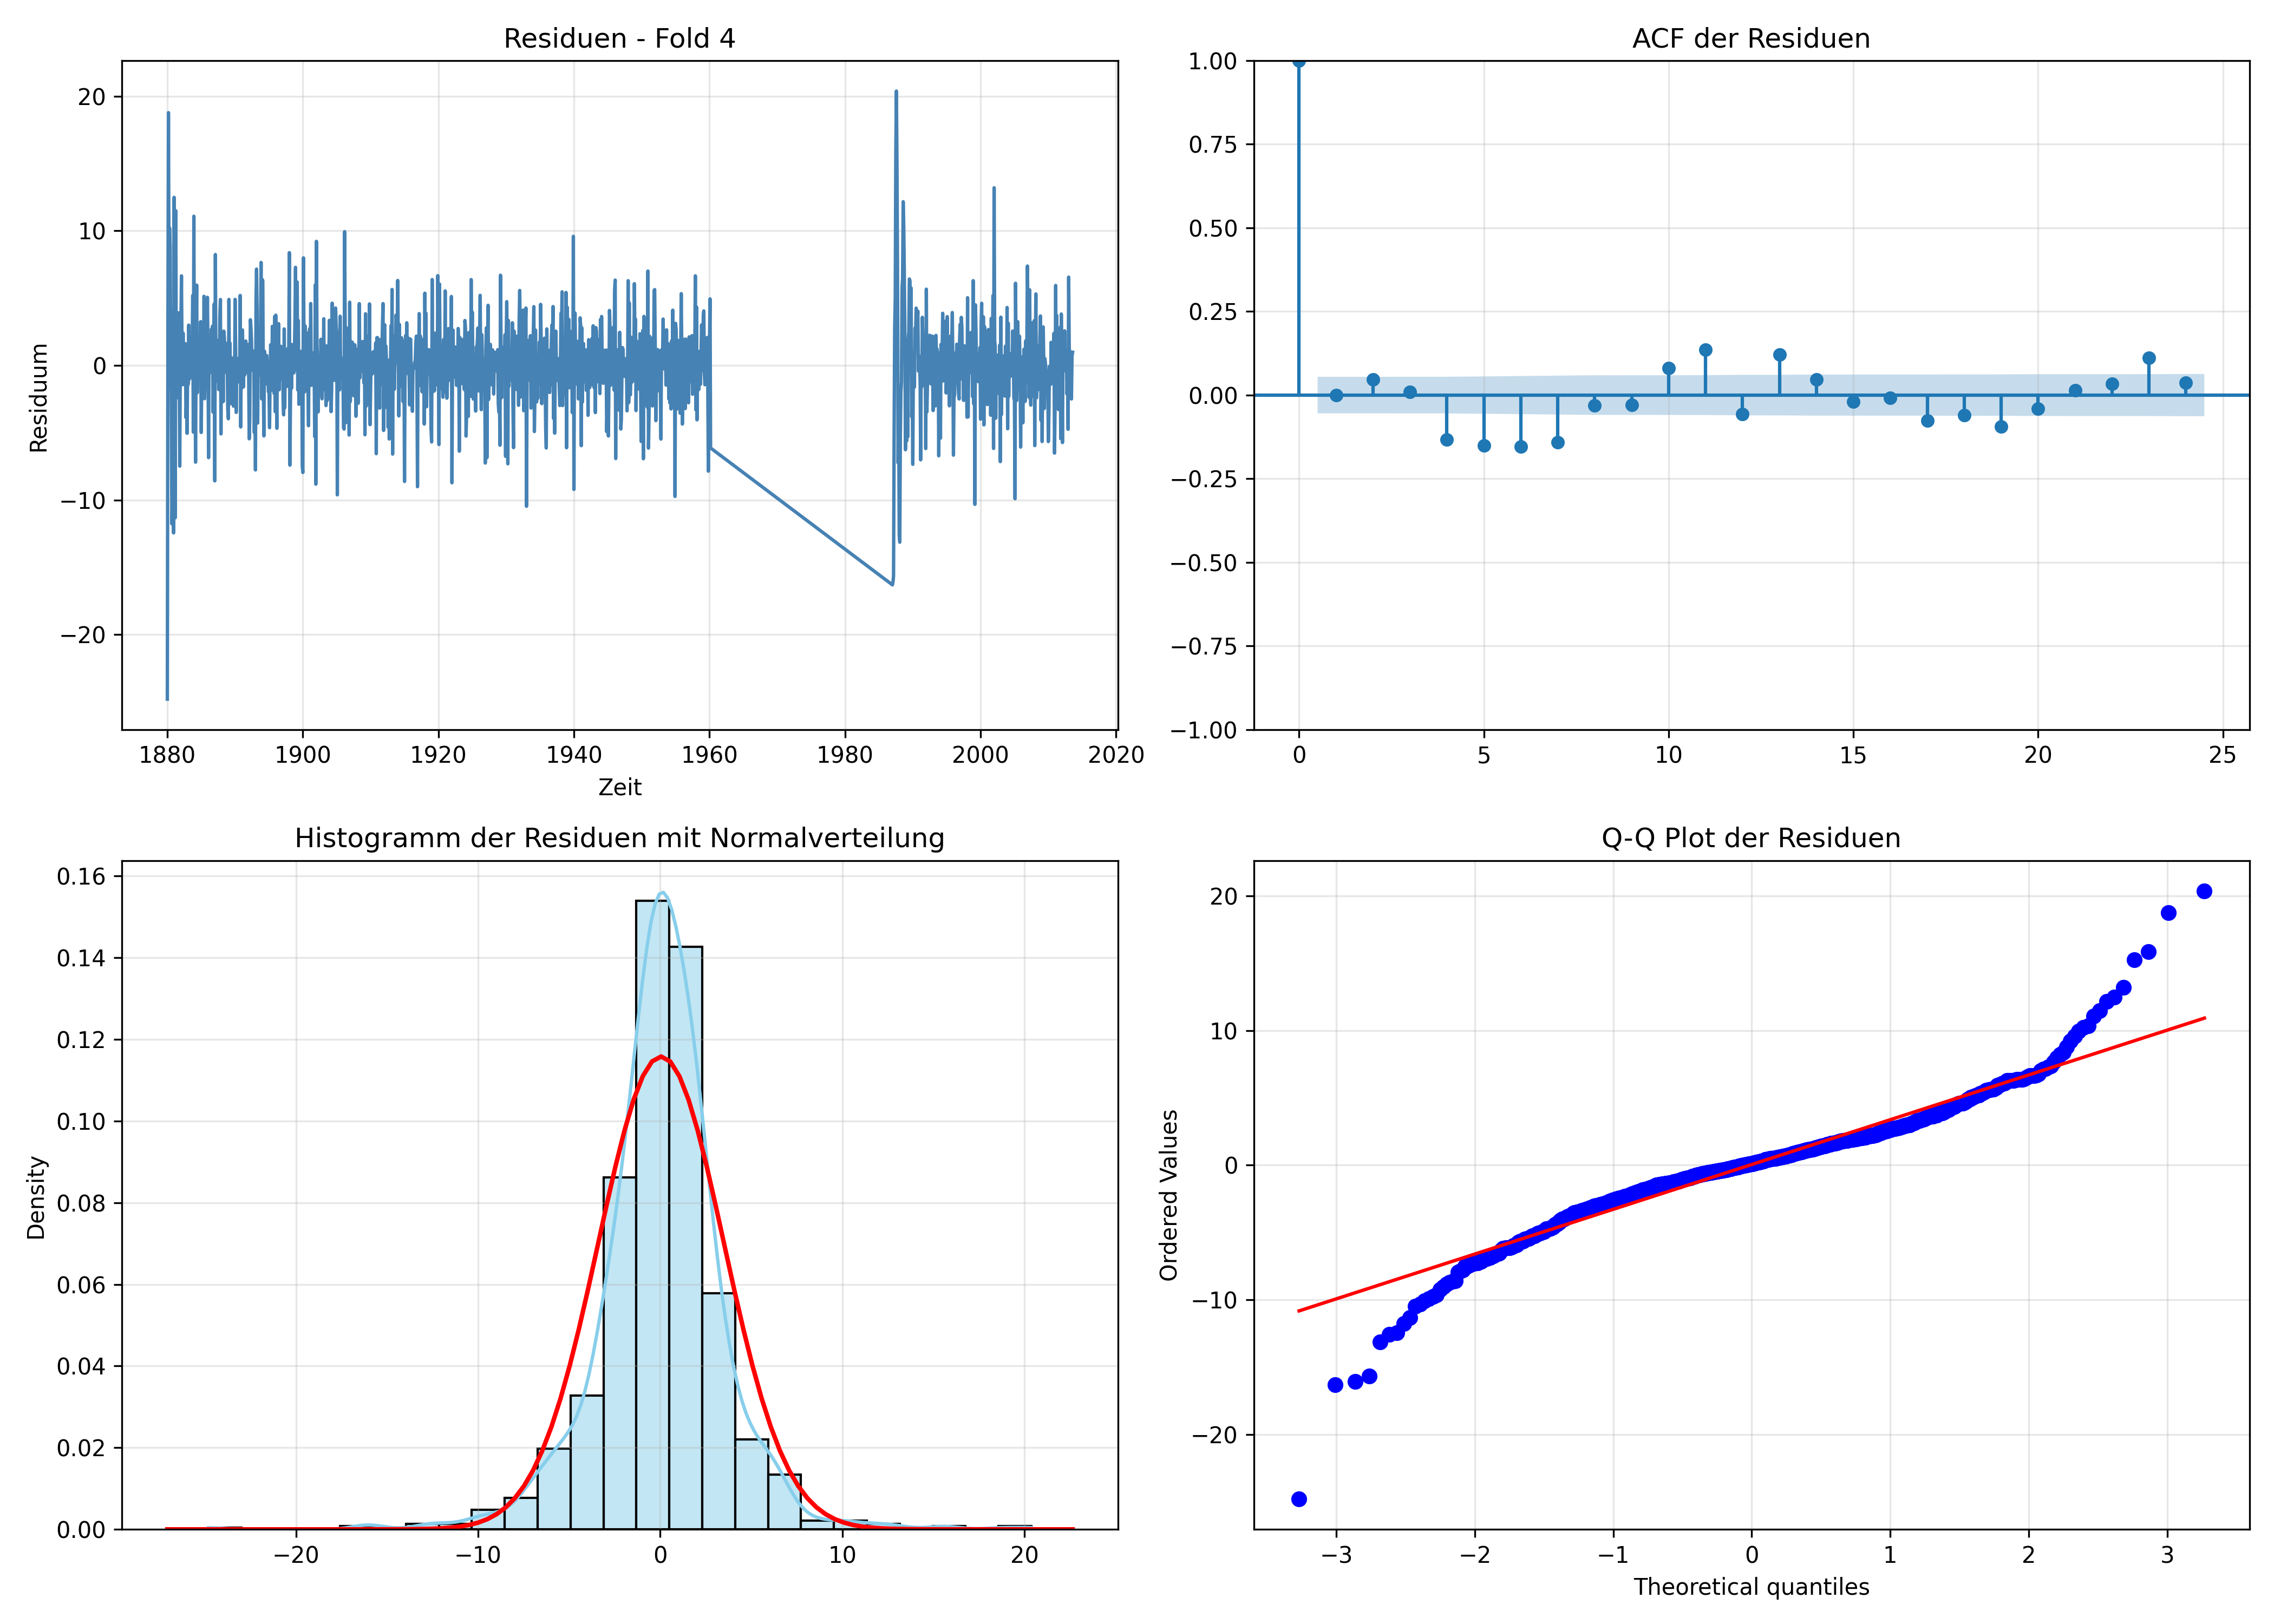 Residuen - Fold 4
20
10
0
−10
−20
Residuum
1880 1900 1920 1940 1960 1980 2000 2020
Zeit
ACF der Residuen
1.00
0.75
0.50
0.25
0.00
−0.25
−0.50
−0.75
−1.00
0 5 10 15 20 25
Histogramm der Residuen mit Normalverteilung
0.16
0.14
0.12
0.10
0.08
0.06
0.04
0.02
0.00
Density
−20 −10 0 10 20
Q-Q Plot der Residuen
20
10
0
−10
−20
Ordered Values
−3 −2 −1 0 1 2 3
Theoretical quantiles